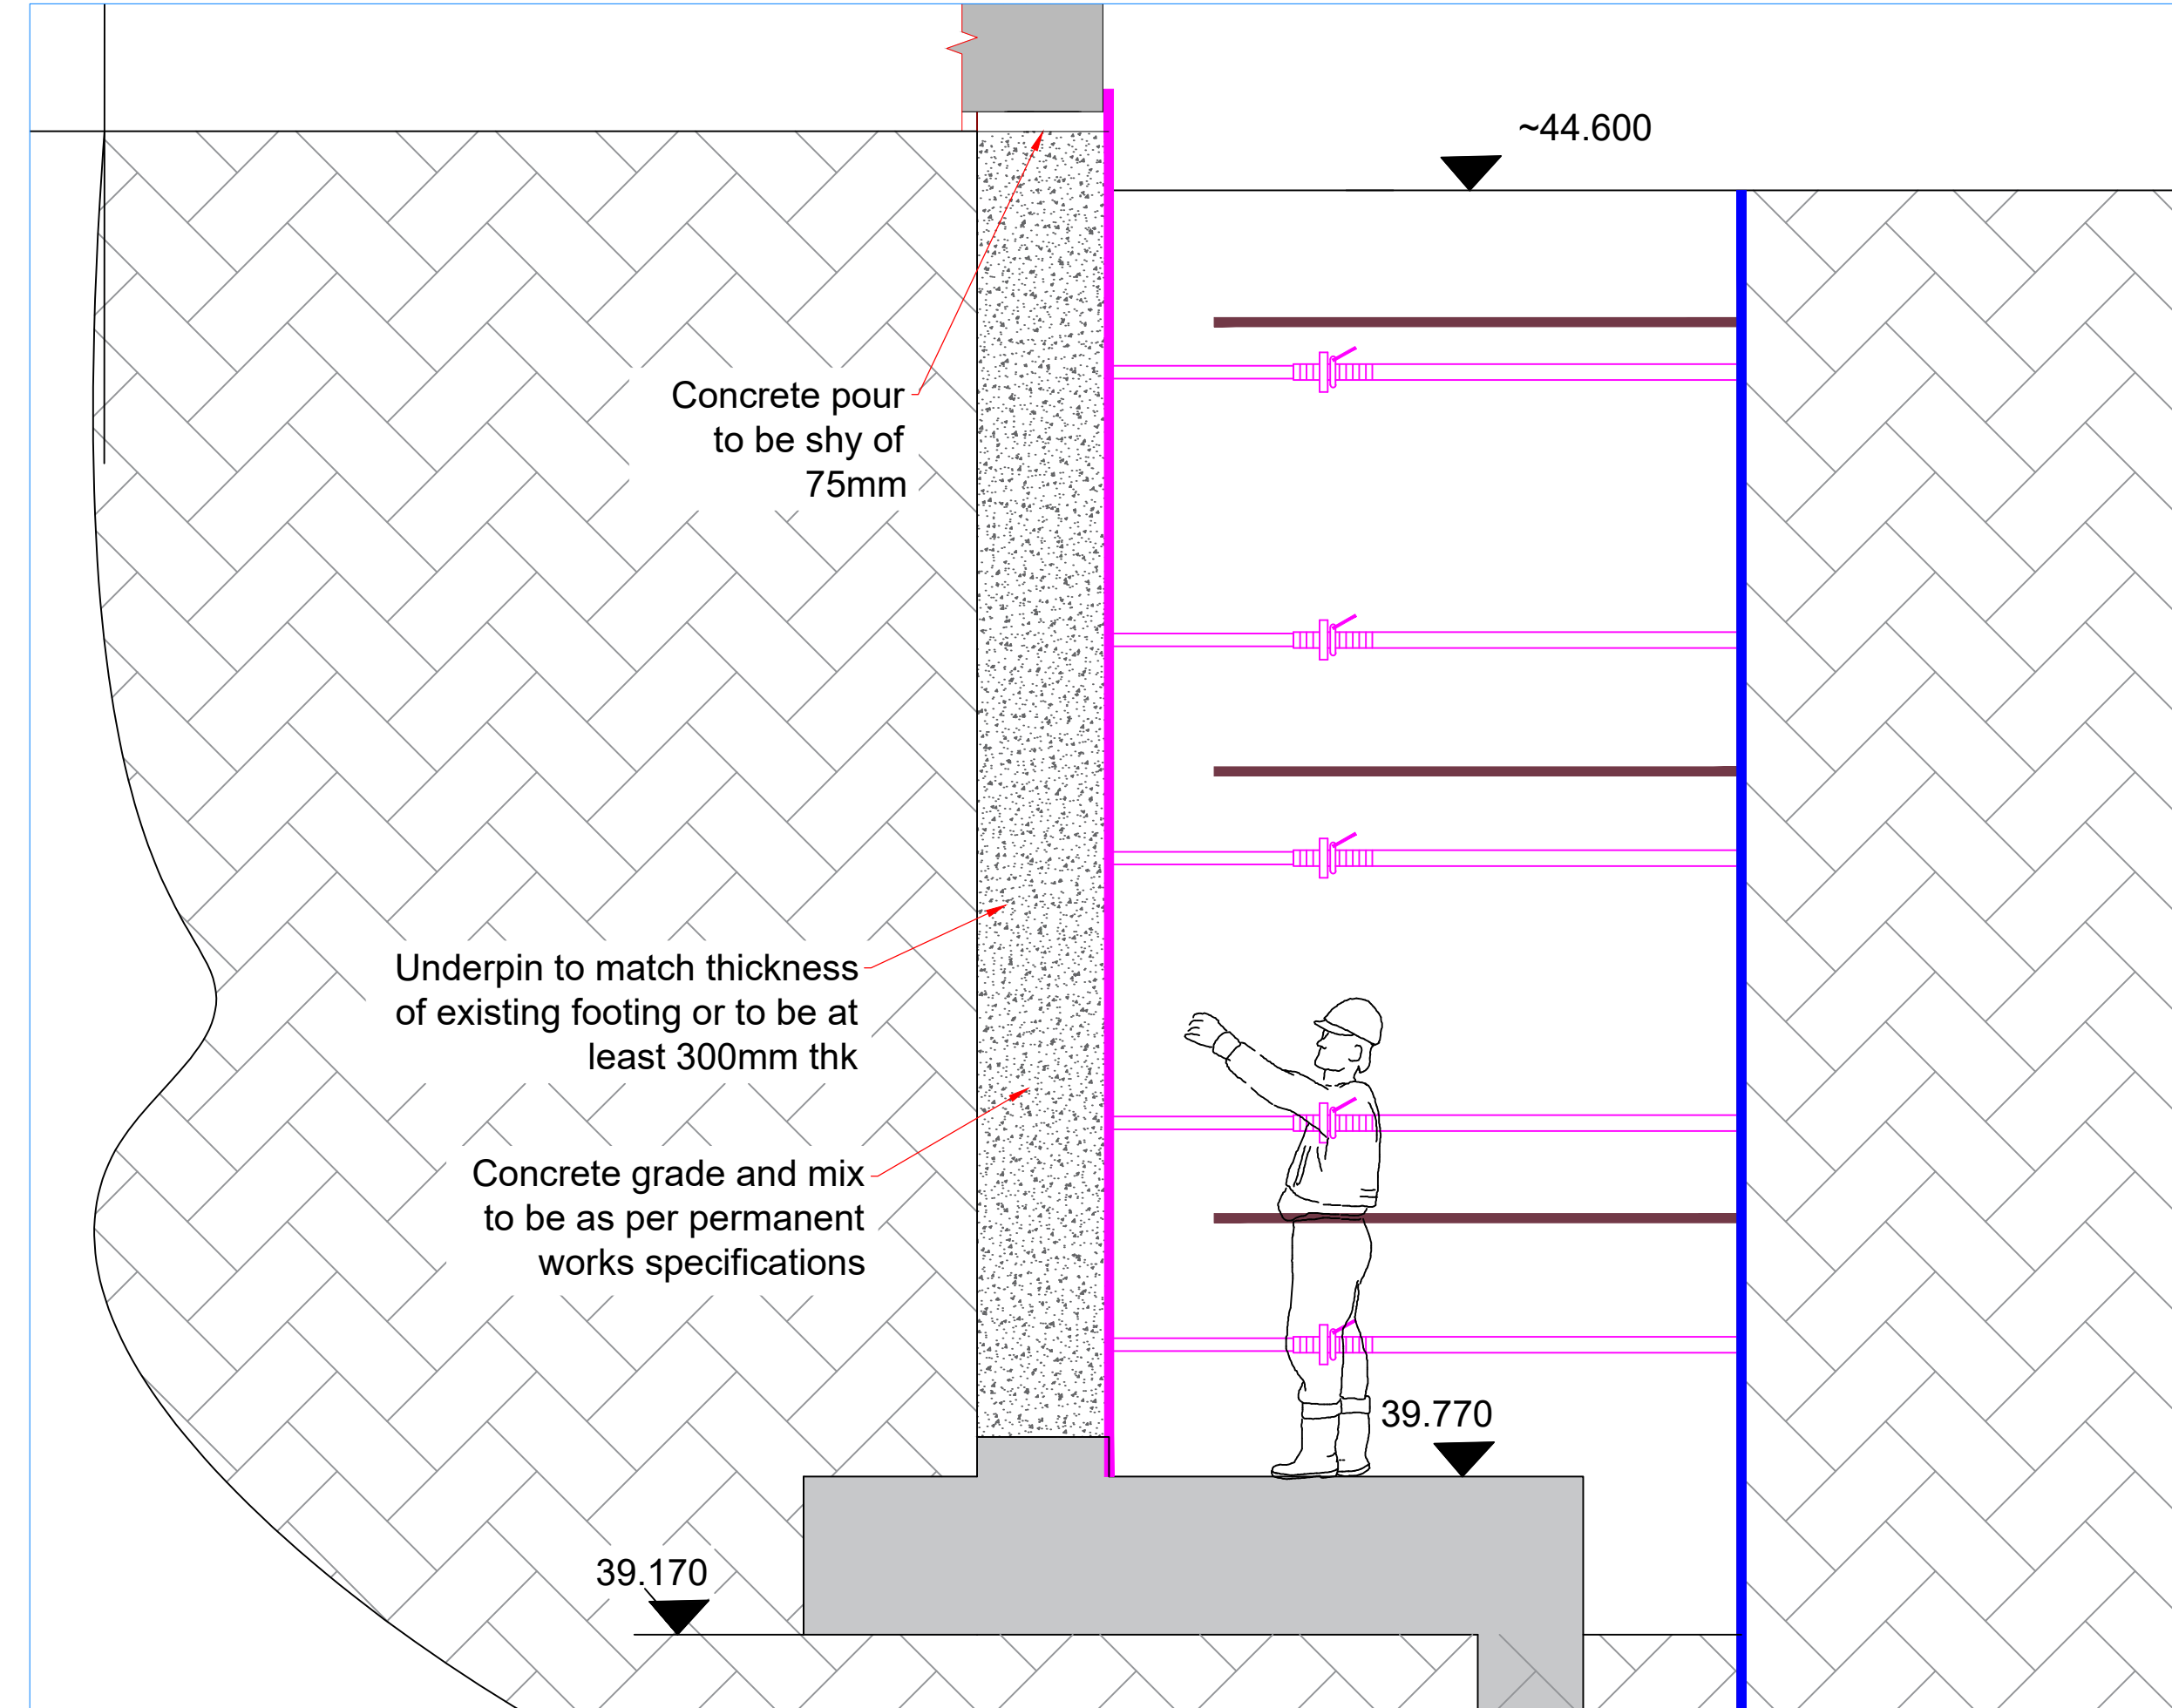 ~44.600
Concrete pour
to be shy of
75mm
Underpin to match thickness
of existing footing or to be at
least 300mm thk
Concrete grade and mix
to be as per permanent
works specifications
39.770
39.170